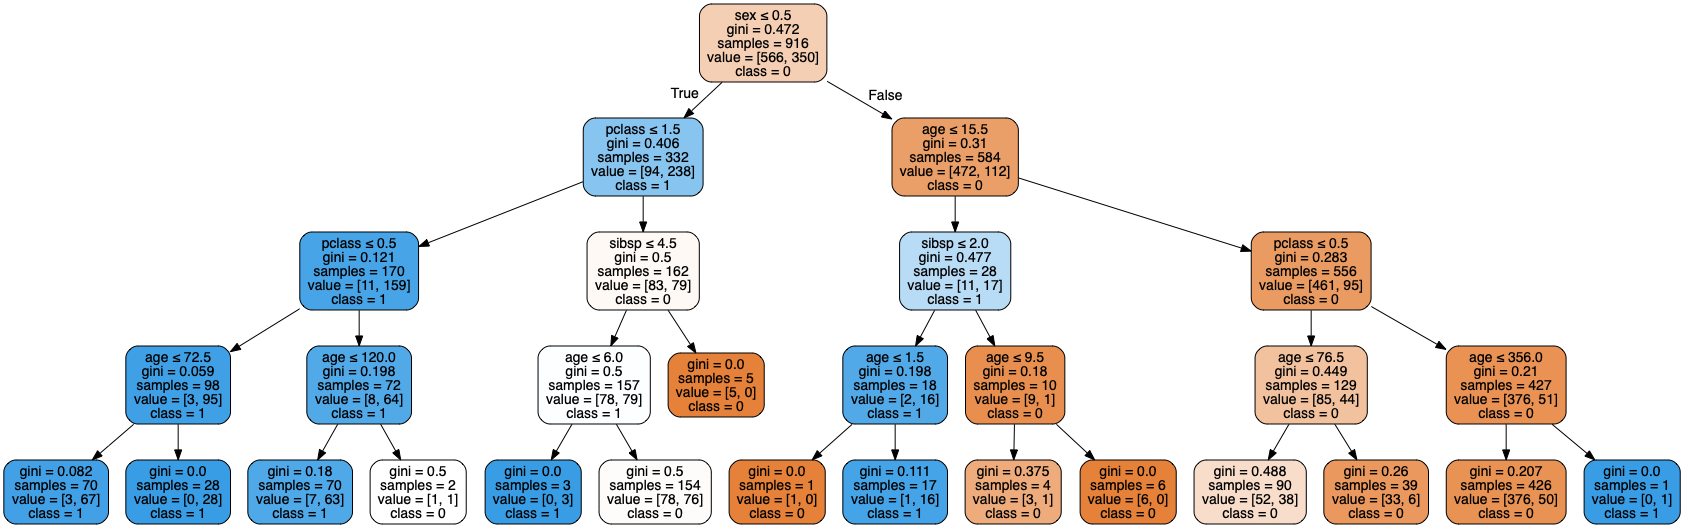 sex ≤ 0.5
gini = 0.472
samples = 916
value = [566, 350]
class = 0
True
False
pclass ≤ 1.5
gini = 0.406
samples = 332
value = [94, 238]
class = 1
age ≤ 15.5
gini = 0.31
samples = 584
value = [472, 112]
class = 0
pclass ≤ 0.5
gini = 0.121
samples = 170
value = [11, 159]
class = 1
sibsp ≤ 4.5
gini = 0.5
samples = 162
value = [83, 79]
class = 0
sibsp ≤ 2.0
gini = 0.477
samples = 28
value = [11, 17]
class = 1
pclass ≤ 0.5
gini = 0.283
samples = 556
value = [461, 95]
class = 0
age ≤ 72.5
gini = 0.059
samples = 98
value = [3, 95]
class = 1
age ≤ 120.0
gini = 0.198
samples = 72
value = [8, 64]
class = 1
age ≤ 6.0
gini = 0.5
samples = 157
value = [78, 79]
class = 1
gini = 0.0
samples = 5
value = [5, 0]
class = 0
age ≤ 1.5
gini = 0.198
samples = 18
value = [2, 16]
class = 1
age ≤ 9.5
gini = 0.18
samples = 10
value = [9, 1]
class = 0
age ≤ 76.5
gini = 0.449
samples = 129
value = [85, 44]
class = 0
age ≤ 356.0
gini = 0.21
samples = 427
value = [376, 51]
class = 0
gini = 0.082
samples = 70
value = [3, 67]
class = 1
gini = 0.0
samples = 28
value = [0, 28]
class = 1
gini = 0.18
samples = 70
value = [7, 63]
class = 1
gini = 0.5
samples = 2
value = [1, 1]
class = 0
gini = 0.0
samples = 3
value = [0, 3]
class = 1
gini = 0.5
samples = 154
value = [78, 76]
class = 0
gini = 0.0
samples = 1
value = [1, 0]
class = 0
gini = 0.111
samples = 17
value = [1, 16]
class = 1
gini = 0.375
samples = 4
value = [3, 1]
class = 0
gini = 0.0
samples = 6
value = [6, 0]
class = 0
gini = 0.488
samples = 90
value = [52, 38]
class = 0
gini = 0.26
samples = 39
value = [33, 6]
class = 0
gini = 0.207
samples = 426
value = [376, 50]
class = 0
gini = 0.0
samples = 1
value = [0, 1]
class = 1